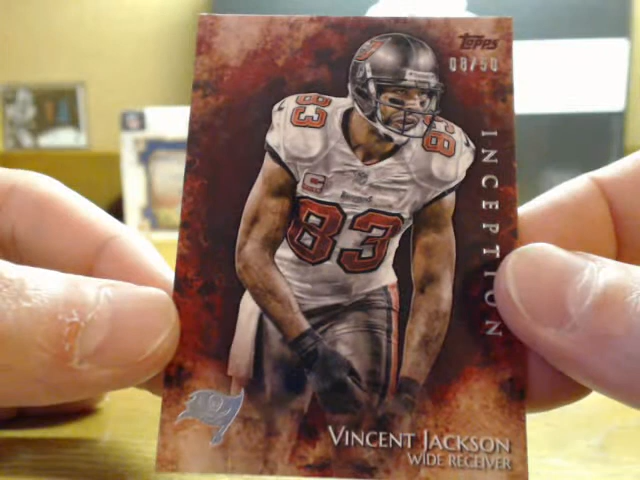 Topps
08/50
INCEPTION
83
83
C
83
VINCENT JACKSON
WIDE RECEIVER